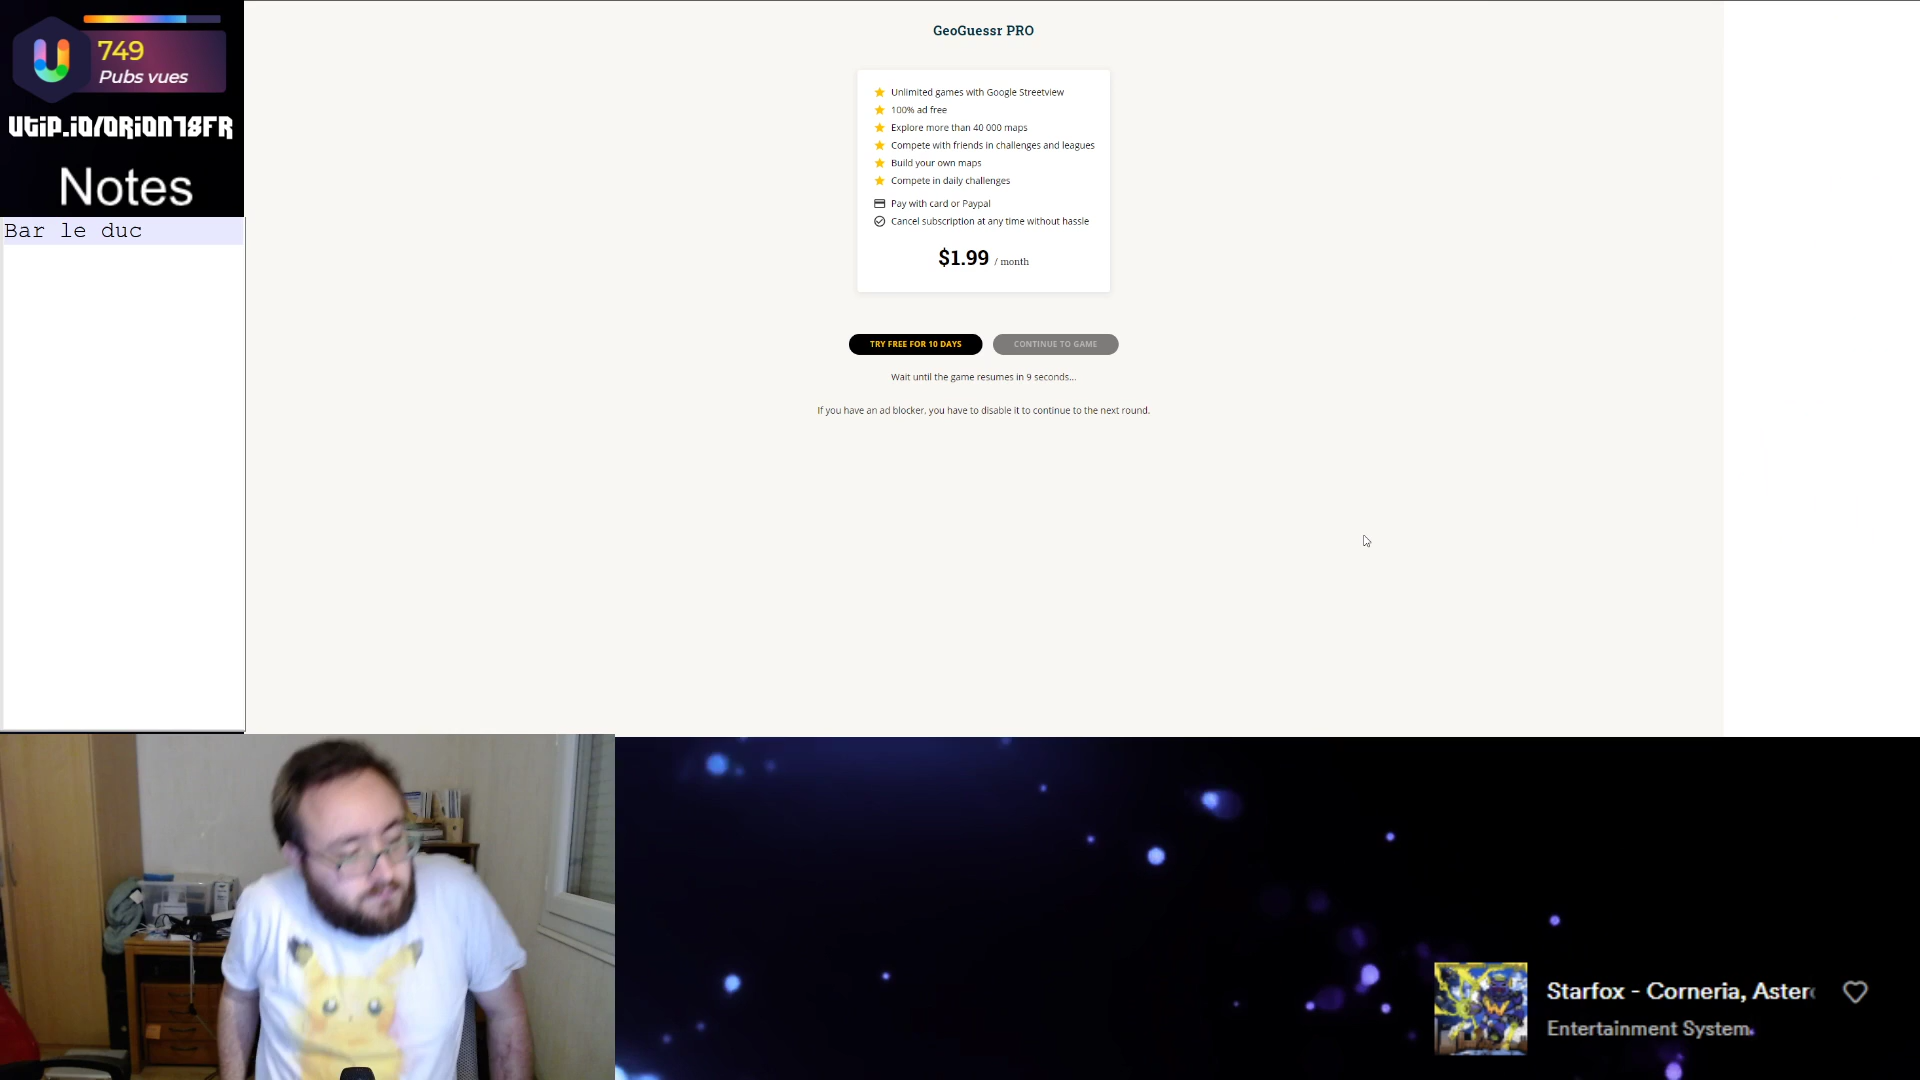 749
Pubs vues
utip.io/ORION78FR
Notes
Bar le duc
GeoGuessr PRO
Unlimited games with Google Streetview
100% ad free
Explore more than 40 000 maps
Compete with friends in challenges and leagues
Build your own maps
Compete in daily challenges
Pay with card or Paypal
Cancel subscription at any time without hassle
$1.99 / month
TRY FREE FOR 10 DAYS
CONTINUE TO GAME
Wait until the game resumes in 9 seconds...
If you have an ad blocker, you have to disable it to continue to the next round.
Starfox - Corneria, Aster
Entertainment System